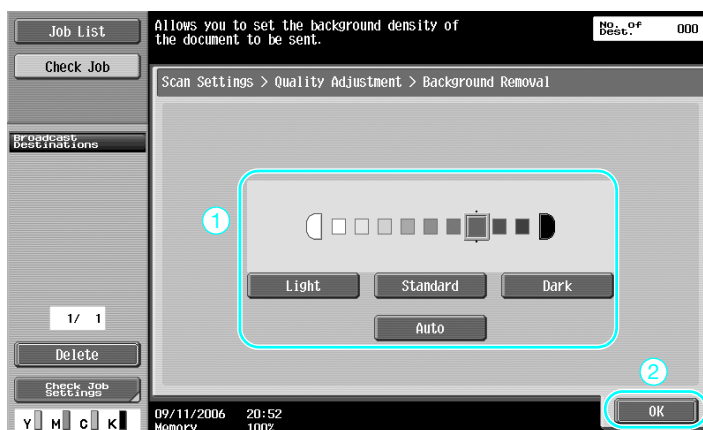 Job List
Check Job
Allows you to set the background density of
the document to be sent.
No. of
Dest.
000
Scan Settings > Quality Adjustment > Background Removal
Broadcast
Destinations
1
Light
Standard
Dark
Auto
1/ 1
Delete
Check Job
Settings
2
OK
Y M C K
09/11/2006 20:52
Memory 100%